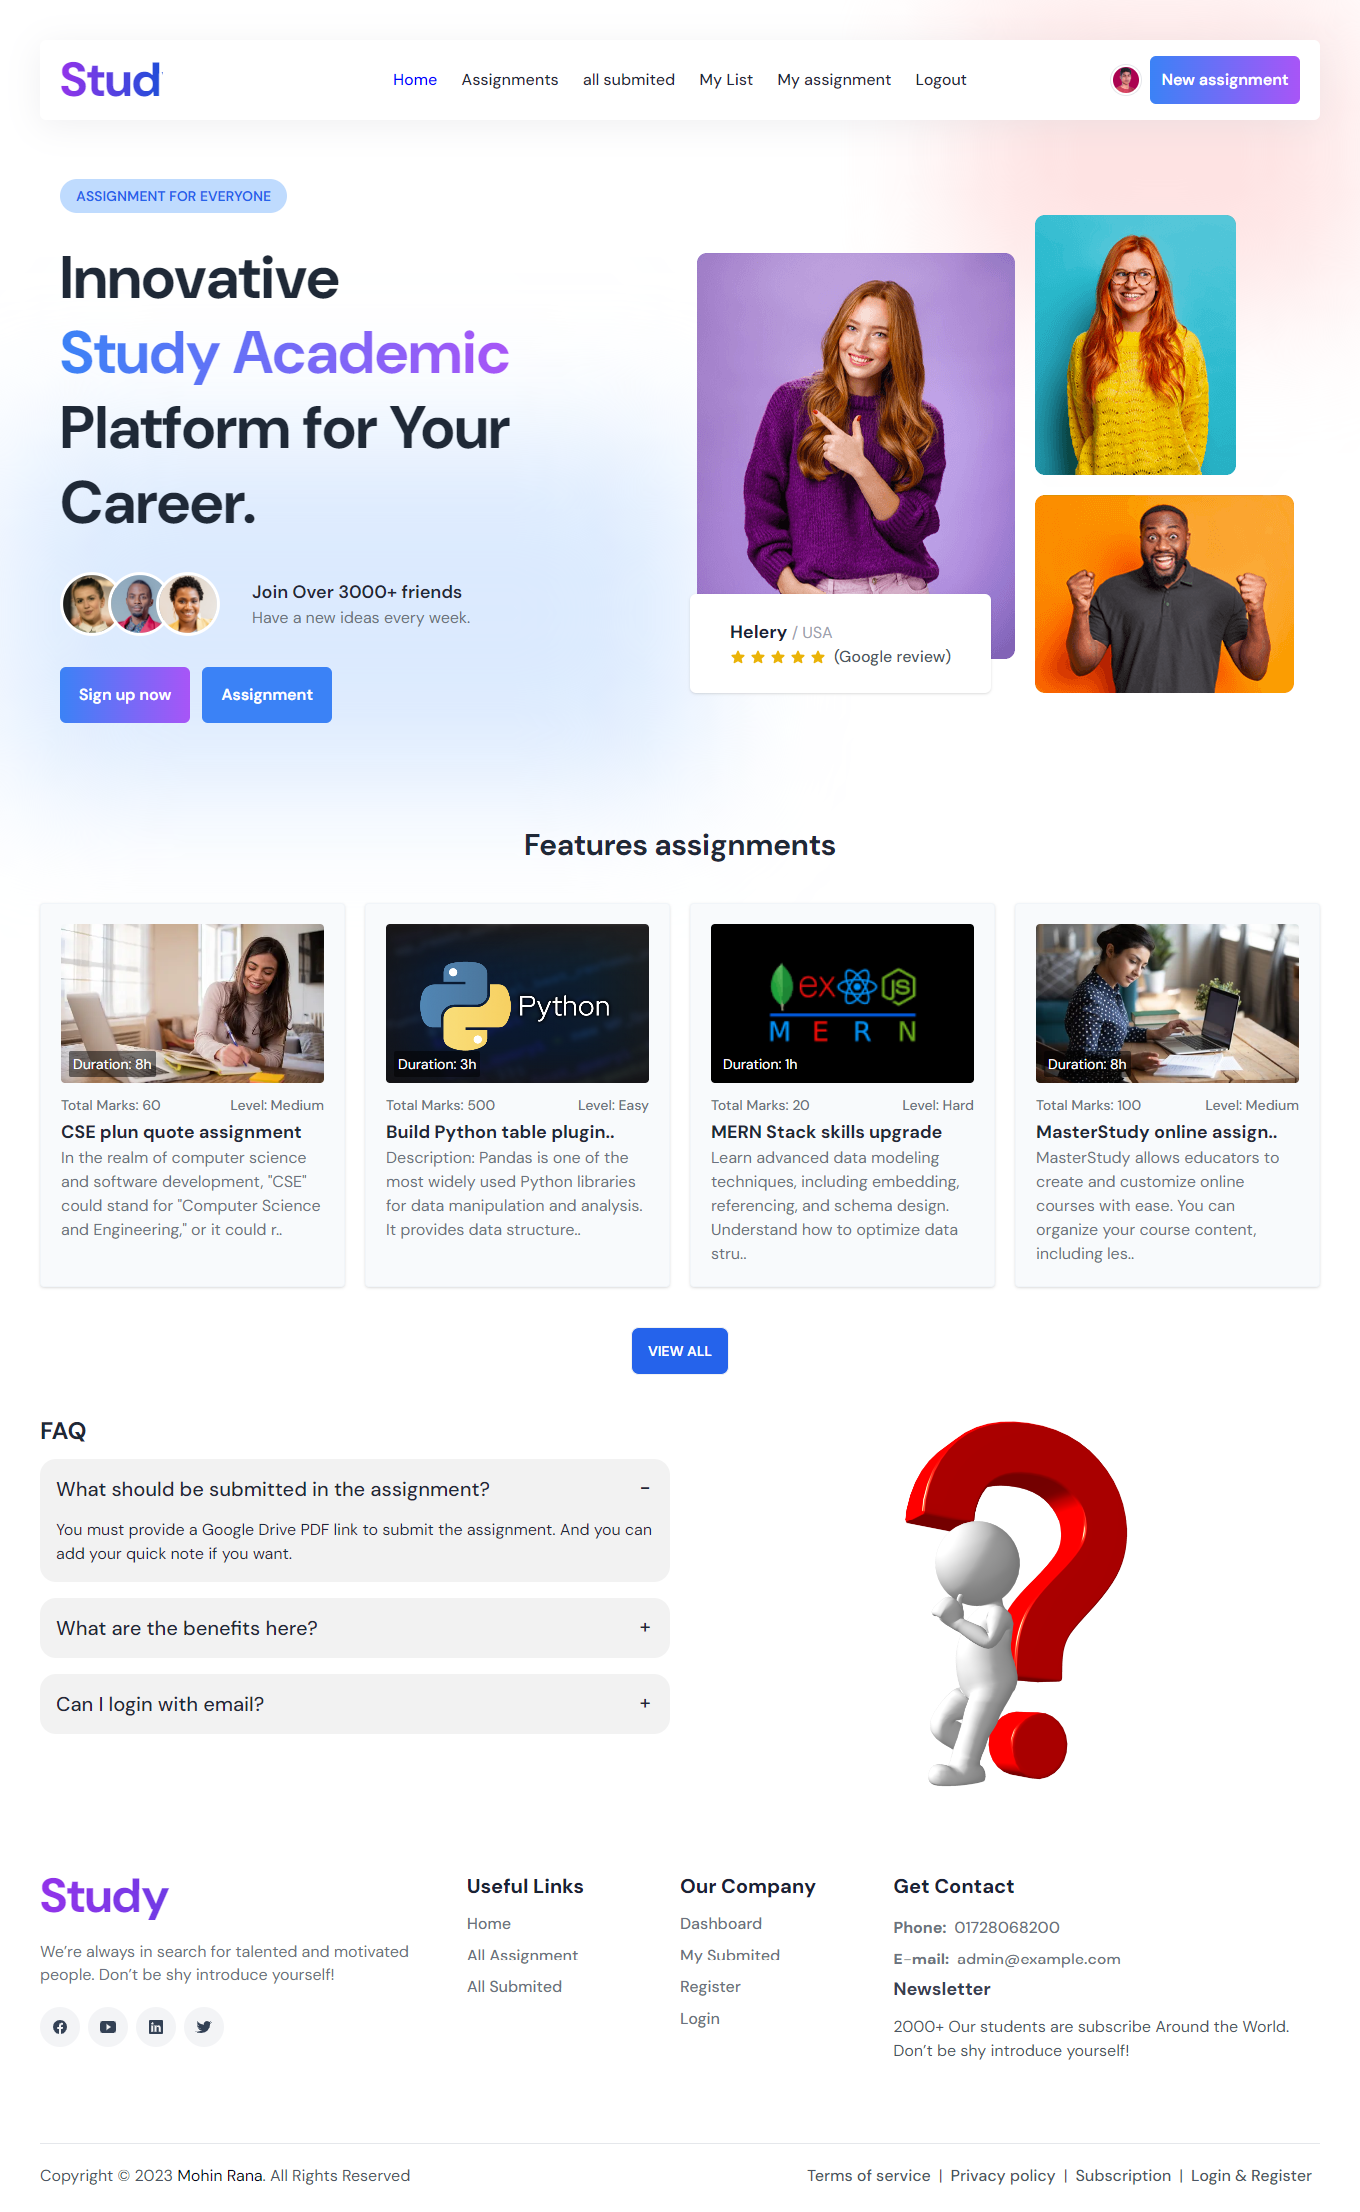 Stud
Home Assignments all submited My List My assignment Logout
New assignment
ASSIGNMENT FOR EVERYONE
Innovative
Study Academic
Platform for Your
Career.
Join Over 3000+ friends
Have a new ideas every week.
Sign up now
Assignment
Helery / USA
(Google review)
Features assignments
Duration: 8h
Total Marks: 60 Level: Medium
CSE plun quote assignment
In the realm of computer science
and software development, "CSE"
could stand for "Computer Science
and Engineering," or it could r..
Python
Duration: 3h
Total Marks: 500 Level: Easy
Build Python table plugin..
Description: Pandas is one of the
most widely used Python libraries
for data manipulation and analysis.
It provides data structure..
ex JS
M E R N
Duration: 1h
Total Marks: 20 Level: Hard
MERN Stack skills upgrade
Learn advanced data modeling
techniques, including embedding,
referencing, and schema design.
Understand how to optimize data
stru..
Duration: 8h
Total Marks: 100 Level: Medium
MasterStudy online assign..
MasterStudy allows educators to
create and customize online
courses with ease. You can
organize your course content,
including les..
VIEW ALL
FAQ
What should be submitted in the assignment? −
You must provide a Google Drive PDF link to submit the assignment. And you can
add your quick note if you want.
What are the benefits here? +
Can I login with email? +
Study
We're always in search for talented and motivated
people. Don't be shy introduce yourself!
Useful Links
Home
All Assignment
All Submited
Our Company
Dashboard
My Submited
Register
Login
Get Contact
Phone: 01728068200
E-mail: admin@example.com
Newsletter
2000+ Our students are subscribe Around the World.
Don't be shy introduce yourself!
Copyright © 2023 Mohin Rana. All Rights Reserved
Terms of service | Privacy policy | Subscription | Login & Register